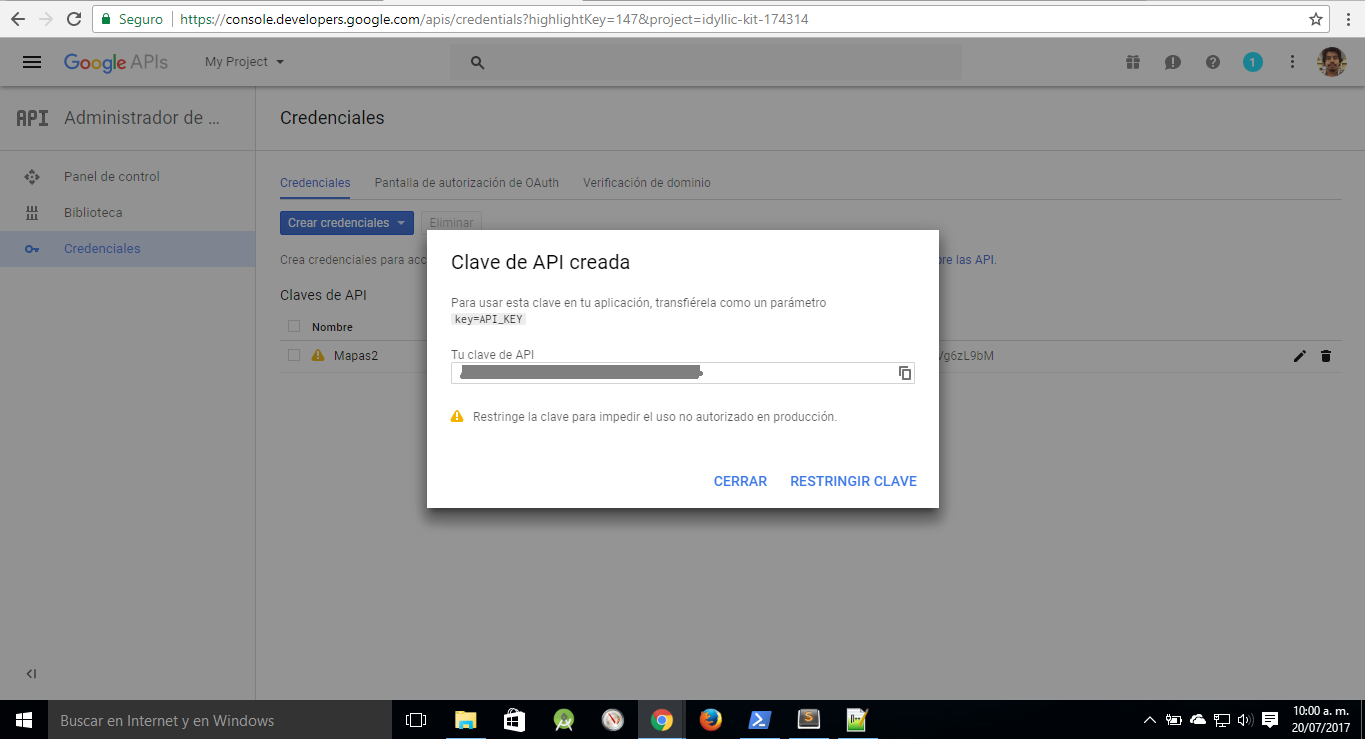 Seguro
https://console.developers.google.com/apis/credentials?highlightKey=147&project=idyllic-kit-174314
Google APIs
My Project
1
API Administrador de ...
Credenciales
Panel de control
Biblioteca
Credenciales
Credenciales Pantalla de autorización de OAuth Verificación de dominio
Crear credenciales Eliminar
Crea credenciales para acc
bre las API.
Claves de API
Nombre
Mapas2
Vg6zL9bM
Clave de API creada
Para usar esta clave en tu aplicación, transfiérela como un parámetro
key=API_KEY
Tu clave de API
Restringe la clave para impedir el uso no autorizado en producción.
CERRAR RESTRINGIR CLAVE
Buscar en Internet y en Windows
10:00 a. m.
20/07/2017